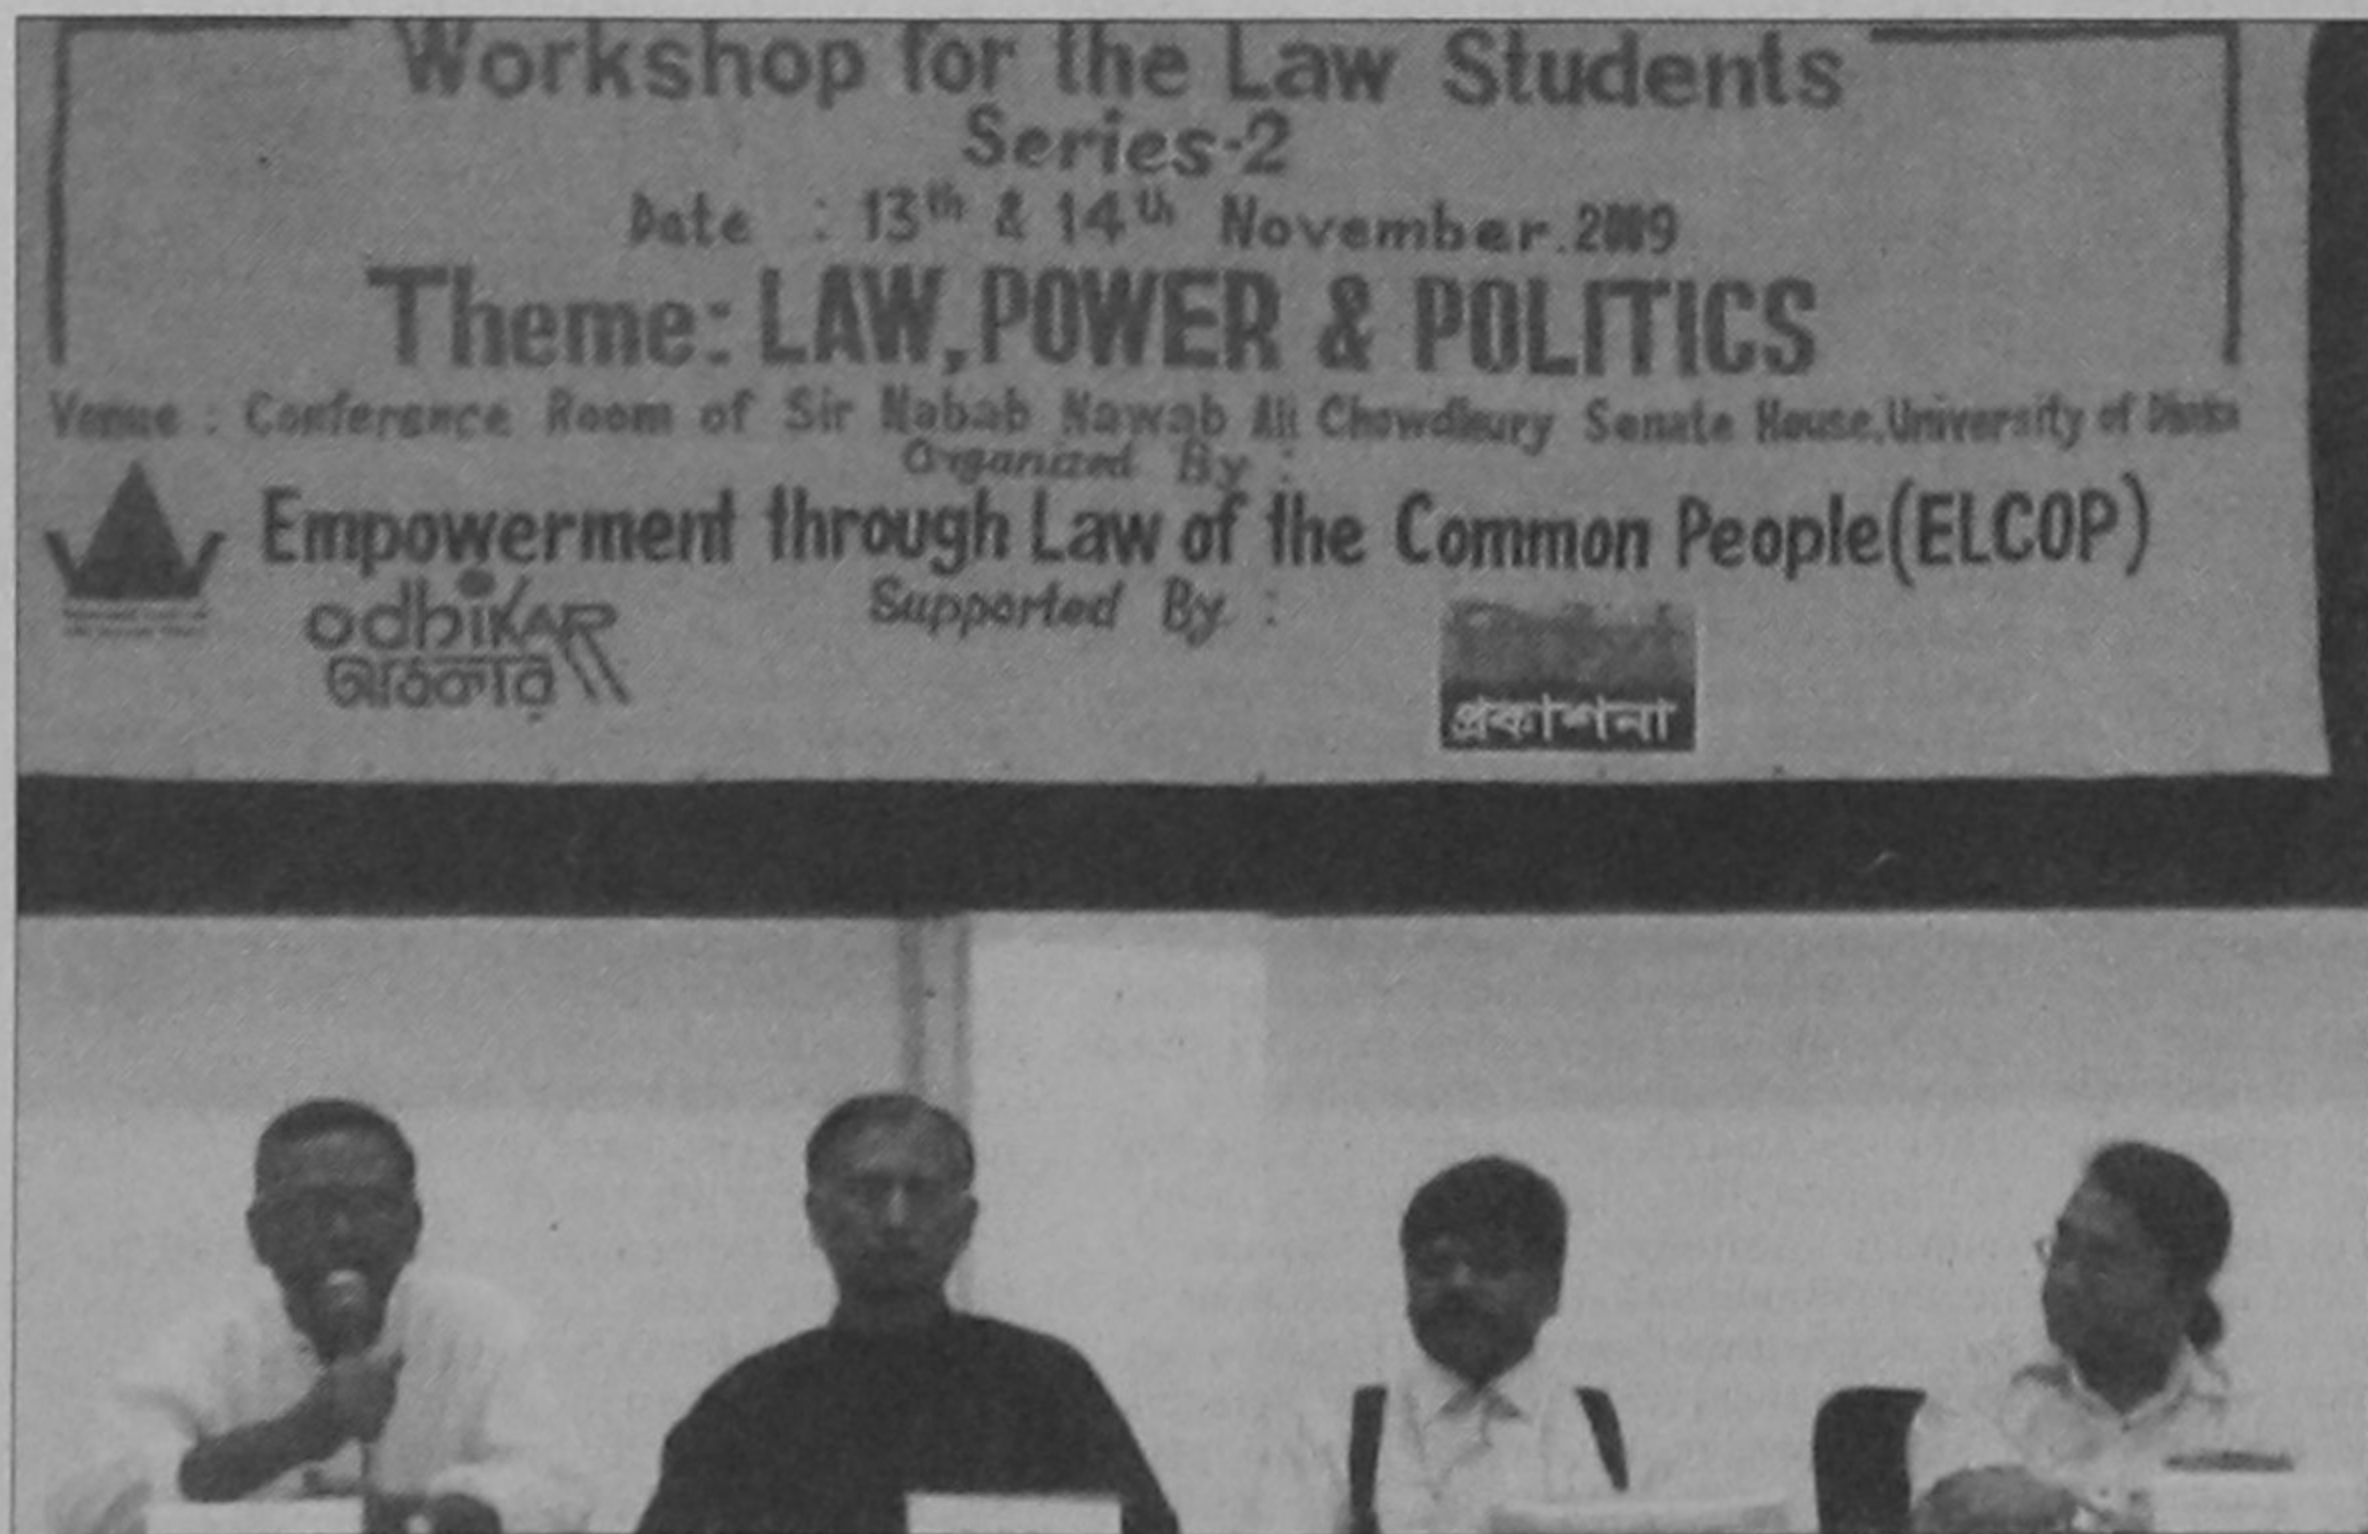 Workshop for the Law Students
Series-2
Date : 13th & 14th November.2009
Theme: LAW, POWER & POLITICS
Venue : Conference Room of Sir Nabab Nawab Ali Chowdhury Senate House, University of Dhaka
Organized By :
Empowerment through Law of the Common People(ELCOP)
Supported By :
odhikar
অধিকার
প্রকাশনা